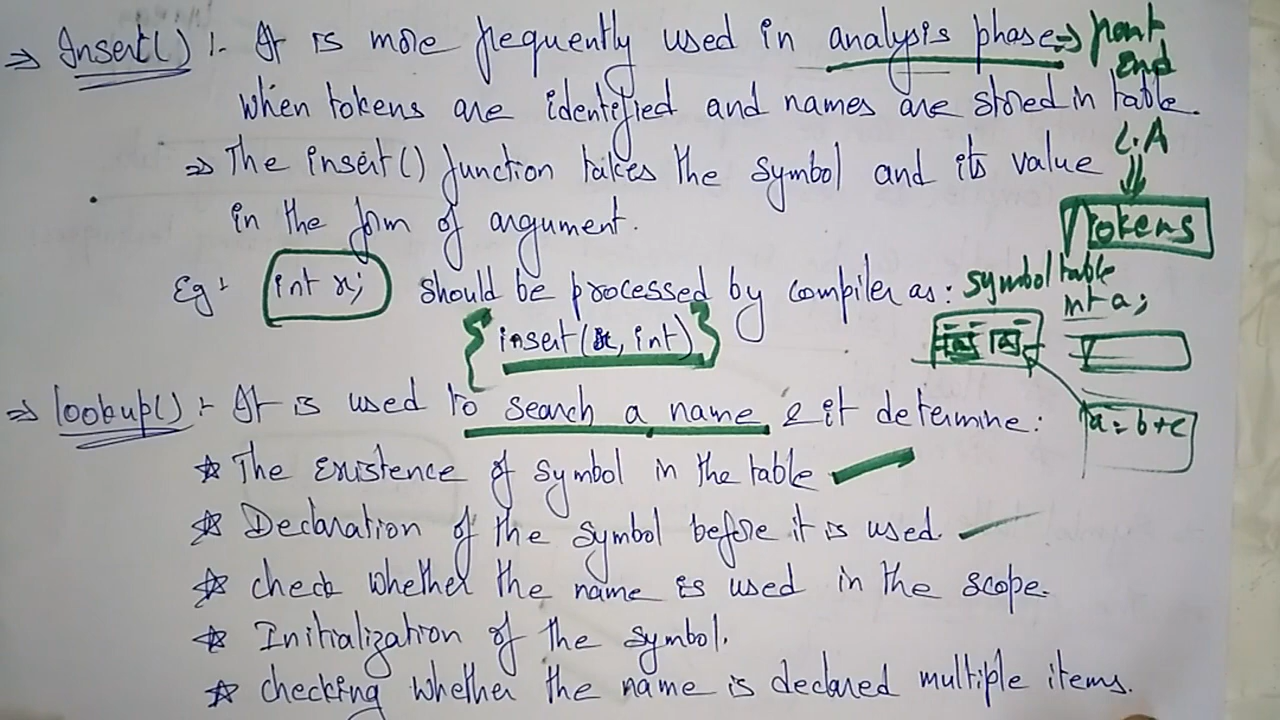 ⇒ Insert() :- It is more frequently used in analysis phase ⇒ front
End
when tokens are identified and names are stored in table.
L.A
⇒ The insert() function takes the symbol and its value
in the form of argument.
Tokens
Eg: int x; should be processed by compiler as: symbol table
int a;
insert(x, int)
⇒ lookup() :- It is used to search a name & it determine:
a = b+c
☆ The Existence of symbol in the table
☆ Declaration of the symbol before it is used.
☆ check whether the name is used in the scope.
☆ Initialization of the symbol.
☆ checking whether the name is declared multiple items.